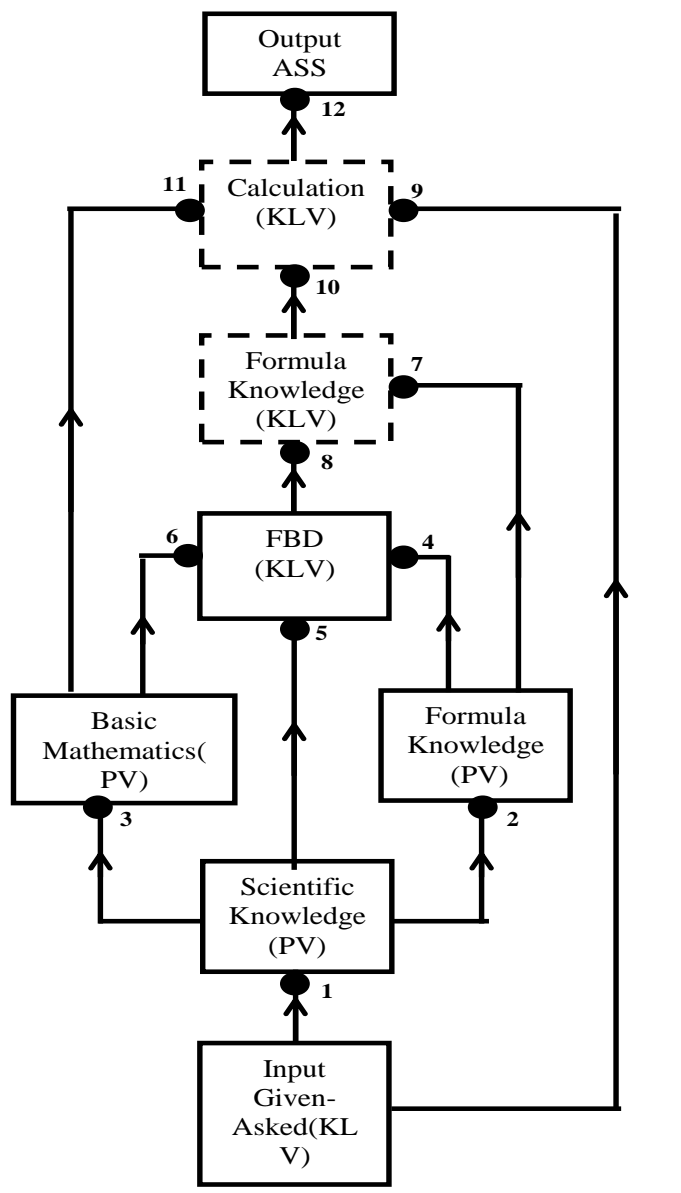 Output
ASS
12
11
Calculation
(KLV)
9
10
Formula
Knowledge
(KLV)
7
8
6
FBD
(KLV)
4
5
Basic
Mathematics(
PV)
Formula
Knowledge
(PV)
3
2
Scientific
Knowledge
(PV)
1
Input
Given-
Asked(KL
V)